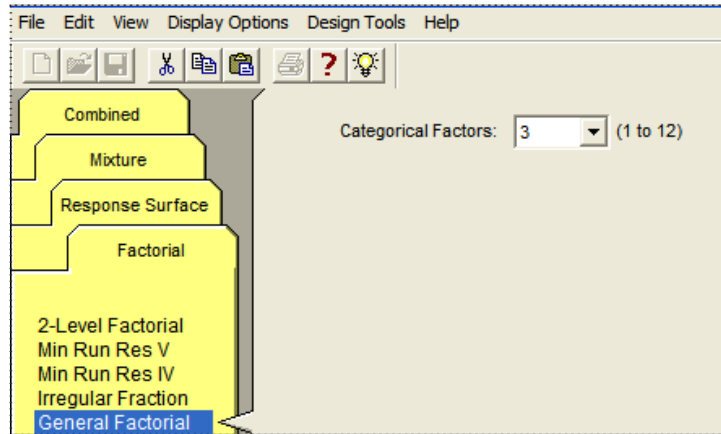 File Edit View Display Options Design Tools Help
?
Combined
Categorical Factors: 3 (1 to 12)
Mixture
Response Surface
Factorial
2-Level Factorial
Min Run Res V
Min Run Res IV
Irregular Fraction
General Factorial